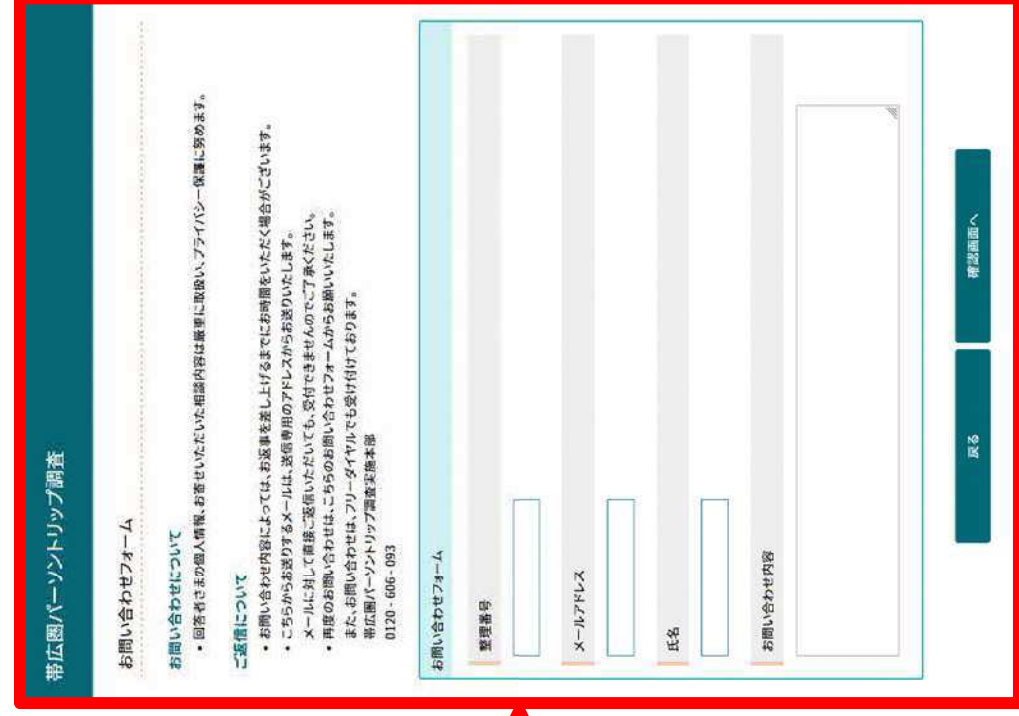 帯広圏パーソントリップ調査
お問い合わせフォーム
お問い合わせについて
• 回答者さまの個人情報、お寄せいただいた相談内容は厳重に取扱い、プライバシー保護に努めます。
ご返信について
• お問い合わせ内容によっては、お返事を差し上げるまでにお時間をいただく場合がございます。
• こちらからお送りするメールは、送信専用のアドレスからお送りいたします。
メールに対して直接ご返信いただいても、受付できませんのでご了承ください。
• 再度のお問い合わせは、こちらのお問い合わせフォームからお願いいたします。
また、お問い合わせは、フリーダイヤルでも受け付けております。
帯広圏パーソントリップ調査実施本部
0120 - 606 - 093
お問い合わせフォーム
整理番号
メールアドレス
氏名
お問い合わせ内容
戻る
確認画面へ